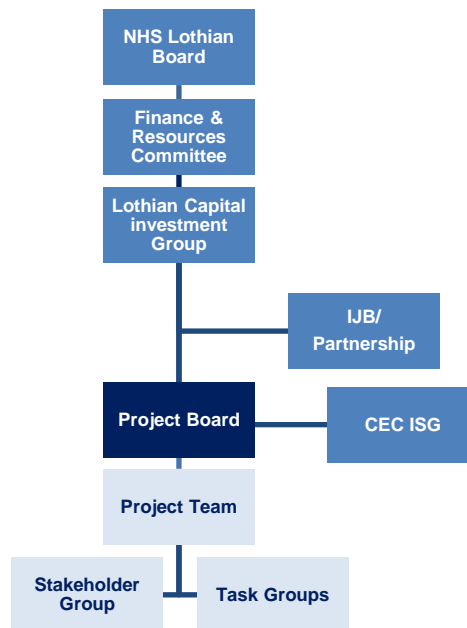 NHS Lothian
Board
Finance &
Resources
Committee
Lothian Capital
investment
Group
IJB/
Partnership
Project Board
CEC ISG
Project Team
Stakeholder
Group
Task Groups